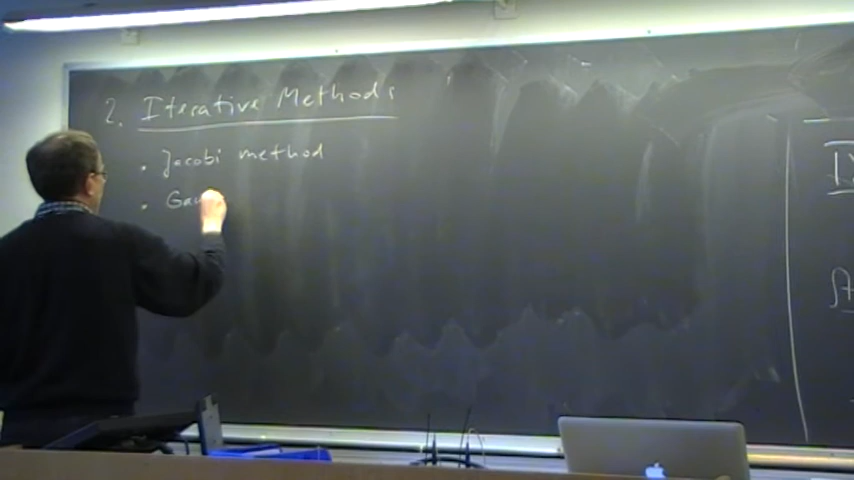 2. Iterative Methods
• Jacobi method
• Gau